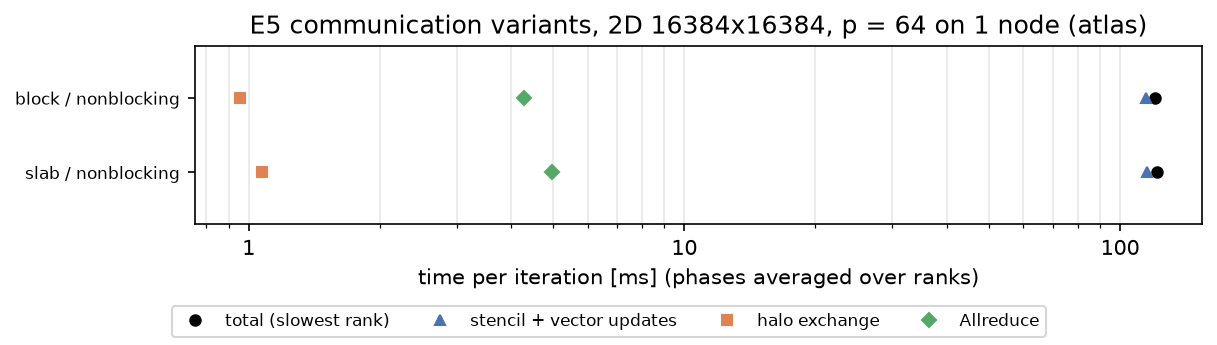 E5 communication variants, 2D 16384x16384, p = 64 on 1 node (atlas)
block / nonblocking
slab / nonblocking
1 10 100
time per iteration [ms] (phases averaged over ranks)
total (slowest rank) stencil + vector updates halo exchange Allreduce